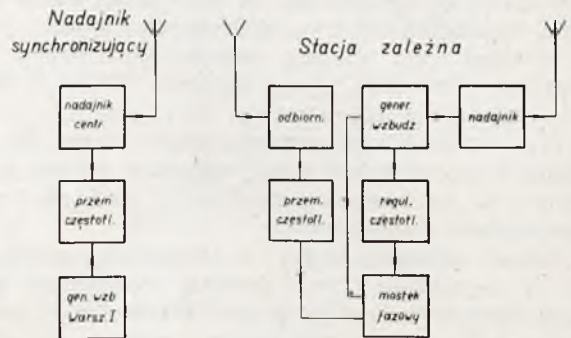 Nadajnik
synchronizujący
Stacja zależna
nadajnik
centr.
odbiorn.
gener.
wzbudz.
nadajnik
przem.
częstotl.
przem.
częstotl.
regul.
częstotl.
gen. wzb
Warsz. I
mostek
fazowy